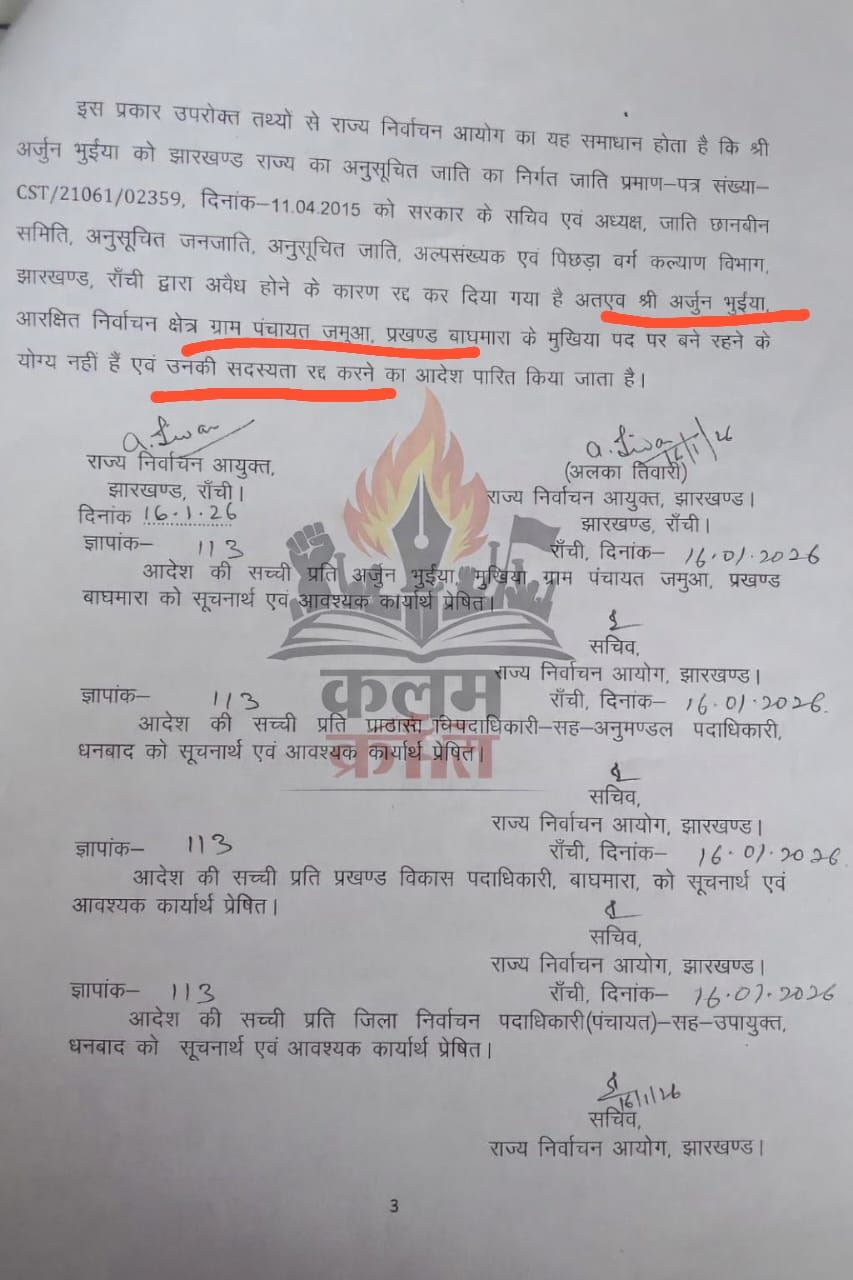 इस प्रकार उपरोक्त तथ्यों से राज्य निर्वाचन आयोग का यह समाधान होता है कि श्री
अर्जुन भुईया को झारखण्ड राज्य का अनुसूचित जाति का निर्गत जाति प्रमाण–पत्र संख्या–
CST/21061/02359, दिनांक–11.04.2015 को सरकार के सचिव एवं अध्यक्ष, जाति छानबीन
समिति, अनुसूचित जनजाति, अनुसूचित जाति, अल्पसंख्यक एवं पिछड़ा वर्ग कल्याण विभाग,
झारखण्ड, राँची द्वारा अवैध होने के कारण रद्द कर दिया गया है अतएव श्री अर्जुन भुईया,
आरक्षित निर्वाचन क्षेत्र ग्राम पंचायत जमुआ, प्रखण्ड बाघमारा के मुखिया पद पर बने रहने के
योग्य नहीं हैं एवं उनकी सदस्यता रद्द करने का आदेश पारित किया जाता है।
राज्य निर्वाचन आयुक्त,
झारखण्ड, राँची।
दिनांक 16.1.26
16/1/26
(अलका तिवारी)
राज्य निर्वाचन आयुक्त, झारखण्ड।
झारखण्ड, राँची।
ज्ञापांक– 113 राँची, दिनांक– 16.01.2026
आदेश की सच्ची प्रति अर्जुन भुईया, मुखिया, ग्राम पंचायत जमुआ, प्रखण्ड
बाघमारा को सूचनार्थ एवं आवश्यक कार्यार्थ प्रेषित।
सचिव,
राज्य निर्वाचन आयोग, झारखण्ड।
ज्ञापांक– 113 राँची, दिनांक– 16.01.2026.
आदेश की सच्ची प्रति पदाधिकारी–सह–अनुमण्डल पदाधिकारी,
धनबाद को सूचनार्थ एवं आवश्यक कार्यार्थ प्रेषित।
कलम
क्रांति
सचिव,
राज्य निर्वाचन आयोग, झारखण्ड।
ज्ञापांक– 113 राँची, दिनांक– 16.01.2026
आदेश की सच्ची प्रति प्रखण्ड विकास पदाधिकारी, बाघमारा, को सूचनार्थ एवं
आवश्यक कार्यार्थ प्रेषित।
सचिव,
राज्य निर्वाचन आयोग, झारखण्ड।
ज्ञापांक– 113 राँची, दिनांक– 16.01.2026
आदेश की सच्ची प्रति जिला निर्वाचन पदाधिकारी(पंचायत)–सह–उपायुक्त,
धनबाद को सूचनार्थ एवं आवश्यक कार्यार्थ प्रेषित।
16/1/26
सचिव,
राज्य निर्वाचन आयोग, झारखण्ड।
3